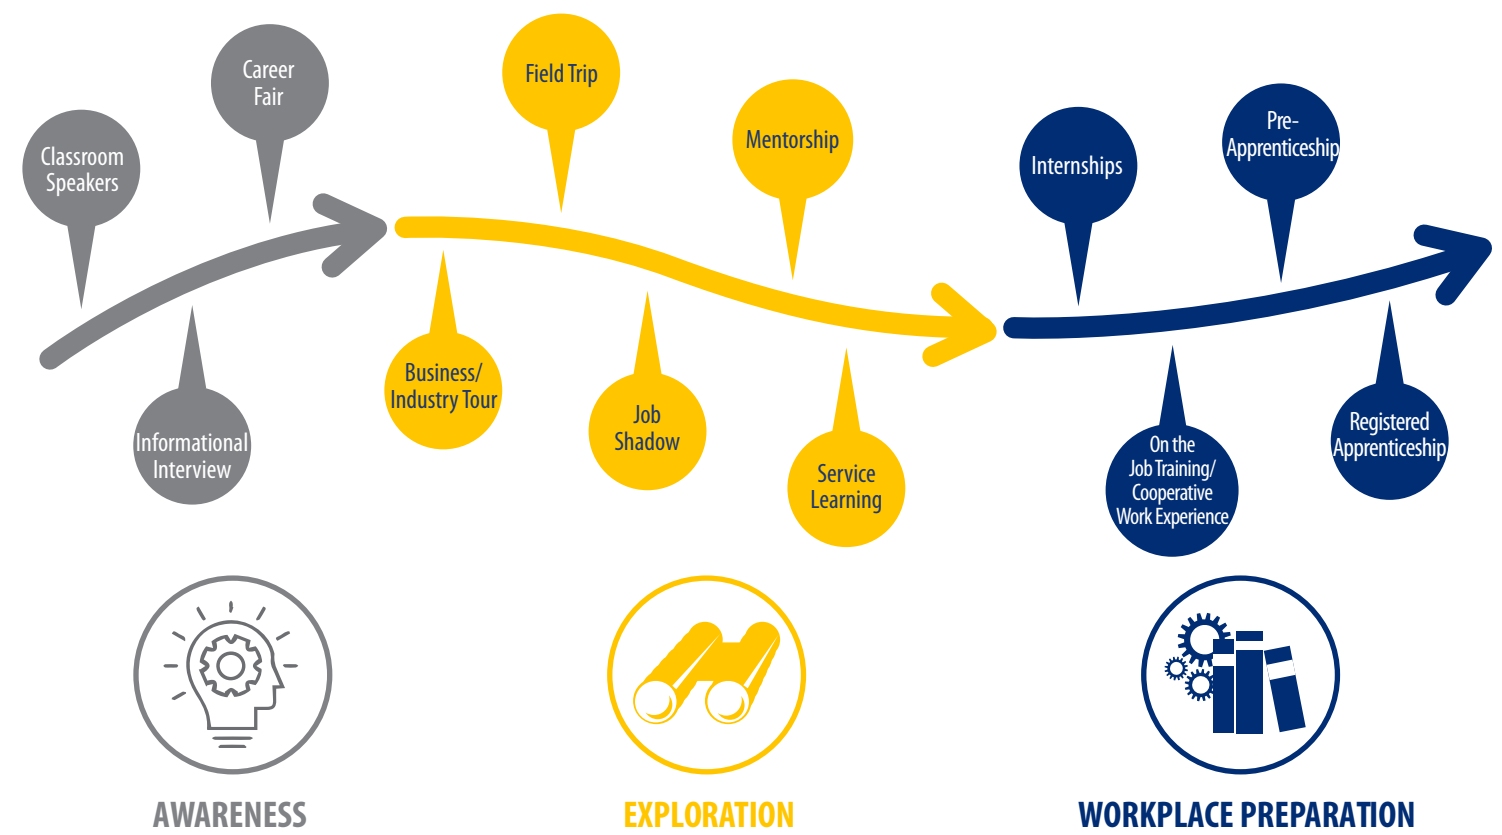 Classroom
Speakers
Informational
Interview
Career
Fair
Business/
Industry Tour
Field Trip
Job
Shadow
Mentorship
Service
Learning
Internships
On the
Job Training/
Cooperative
Work Experience
Pre-
Apprenticeship
Registered
Apprenticeship
AWARENESS
EXPLORATION
WORKPLACE PREPARATION